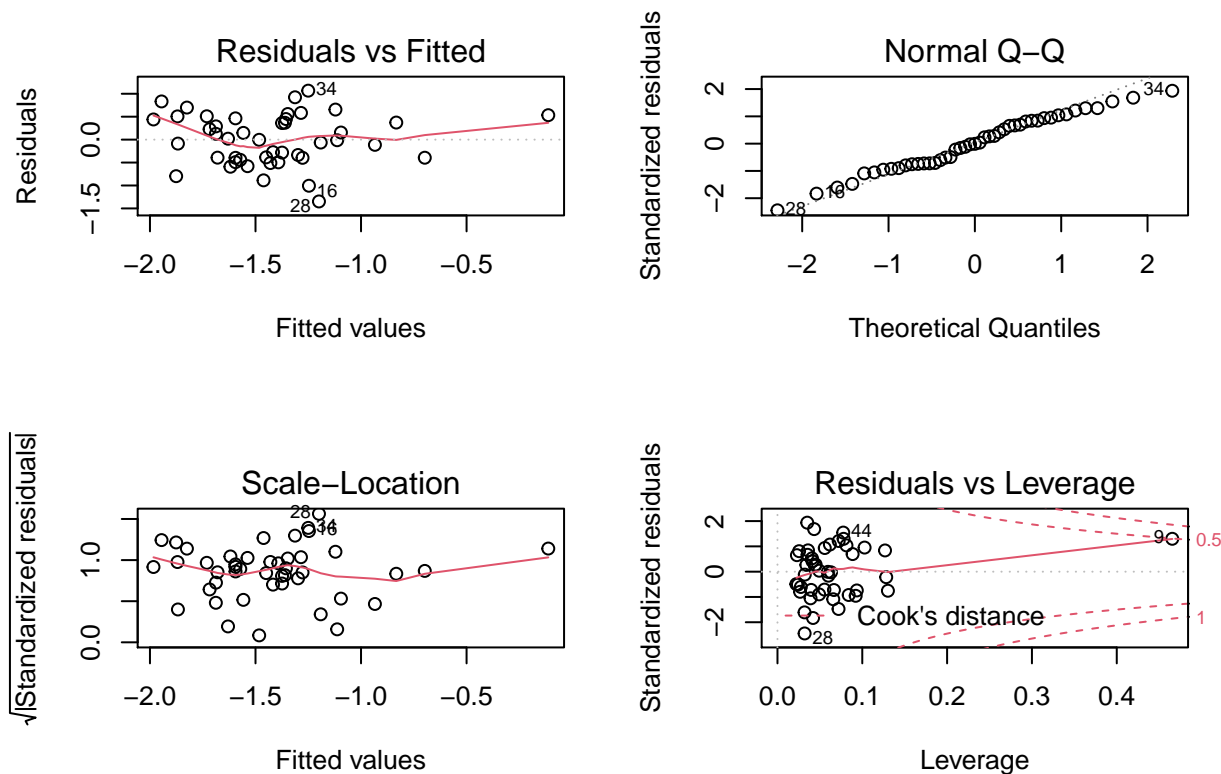 Residuals vs Fitted
Residuals
0.0
−1.5
34
16
28
−2.0 −1.5 −1.0 −0.5
Fitted values
Normal Q−Q
Standardized residuals
2
0
−2
34
16
28
−2 −1 0 1 2
Theoretical Quantiles
Scale−Location
√|Standardized residuals|
1.0
0.0
28
34
16
−2.0 −1.5 −1.0 −0.5
Fitted values
Residuals vs Leverage
Standardized residuals
2
0
−2
44
9
0.5
Cook's distance
1
28
0.0 0.1 0.2 0.3 0.4
Leverage